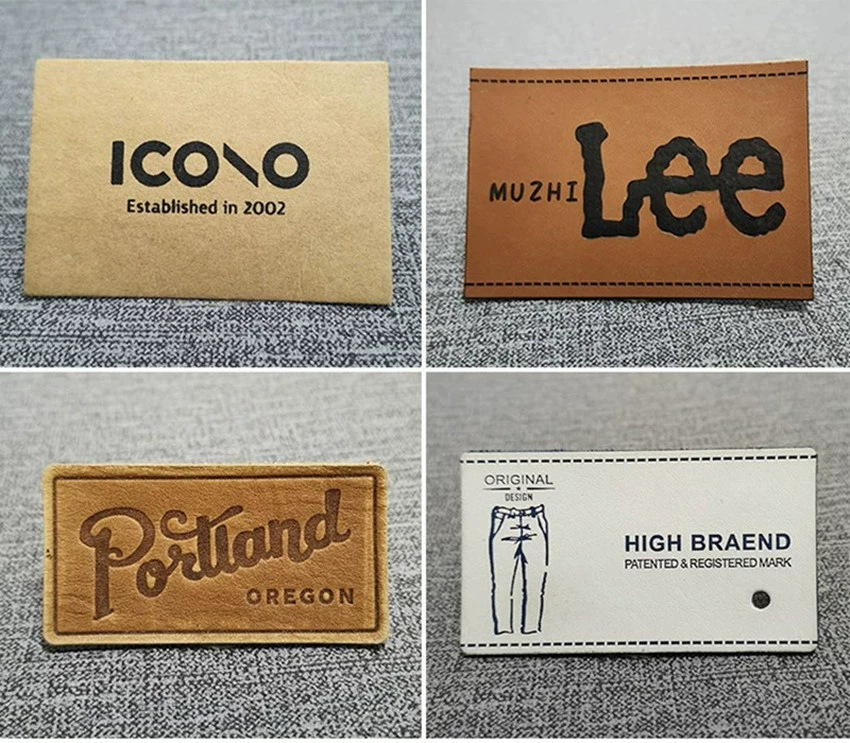 ICONO
Established in 2002
MUZHI Lee
Portland
OREGON
ORIGINAL
DESIGN
HIGH BRAEND
PATENTED & REGISTERED MARK